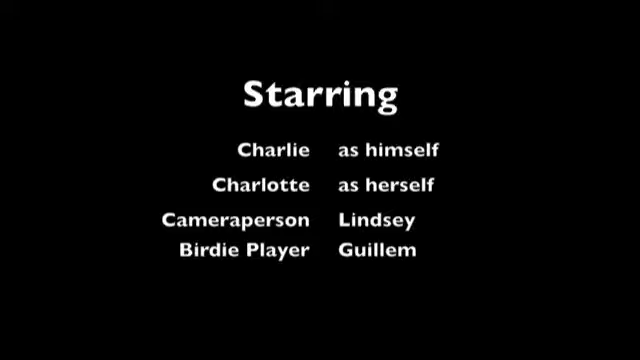 Starring
Charlie as himself
Charlotte as herself
Cameraperson Lindsey
Birdie Player Guillem